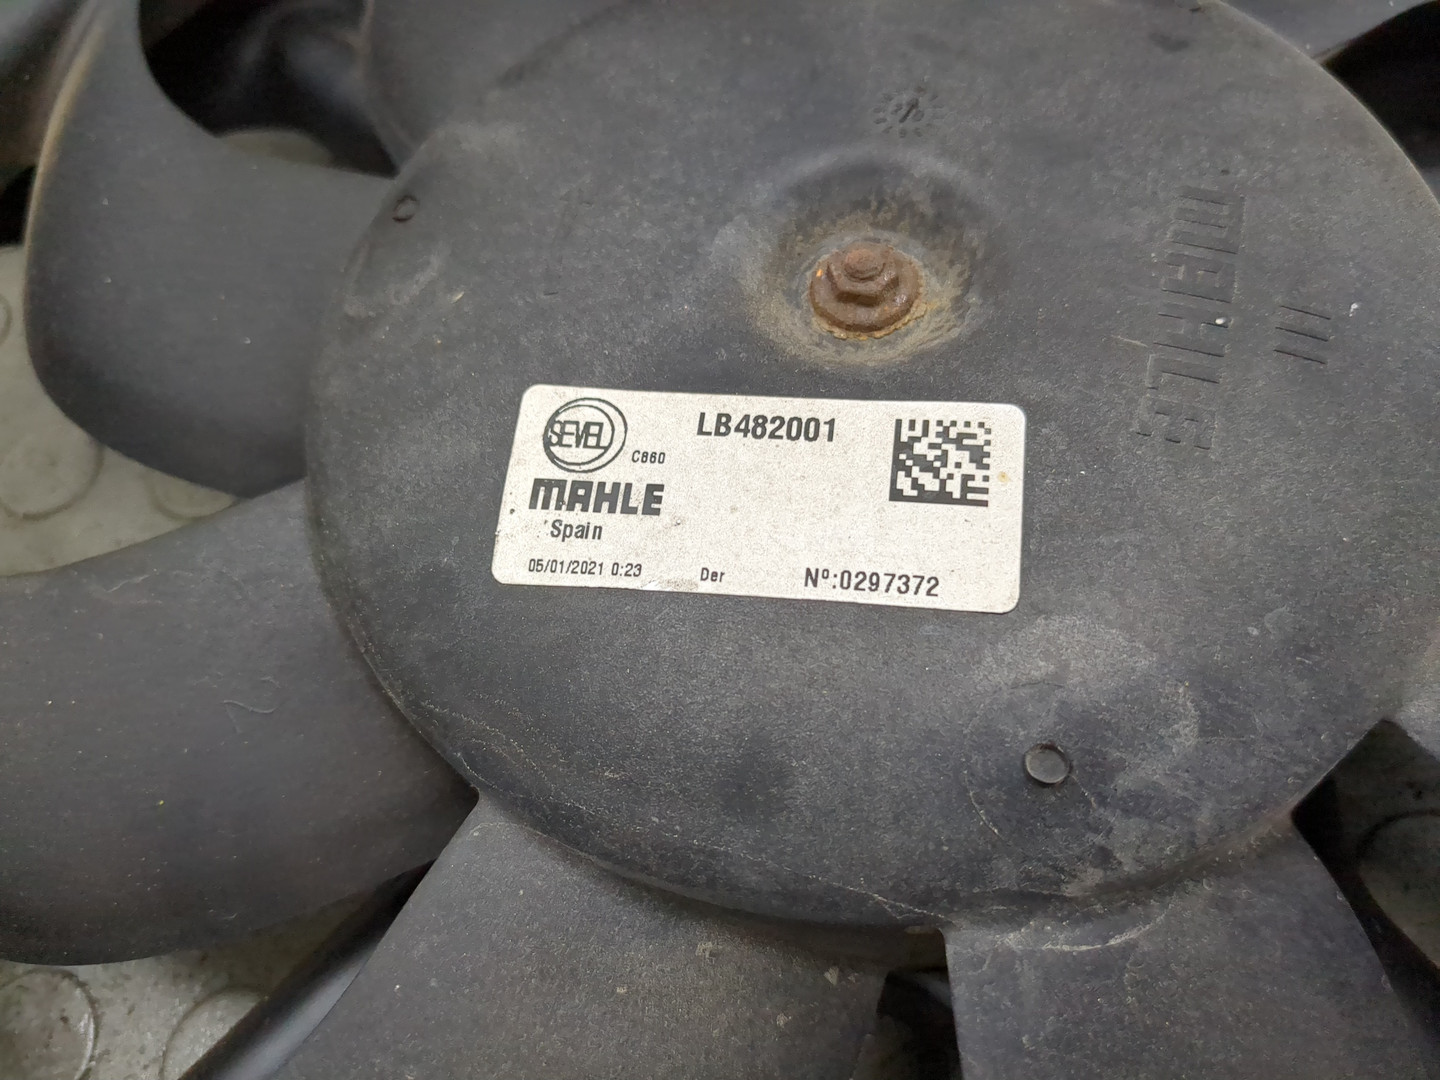 MAHLE
SEVEL
C860
LB482001
MAHLE
Spain
05/01/2021 0:23
Der
Nº:0297372